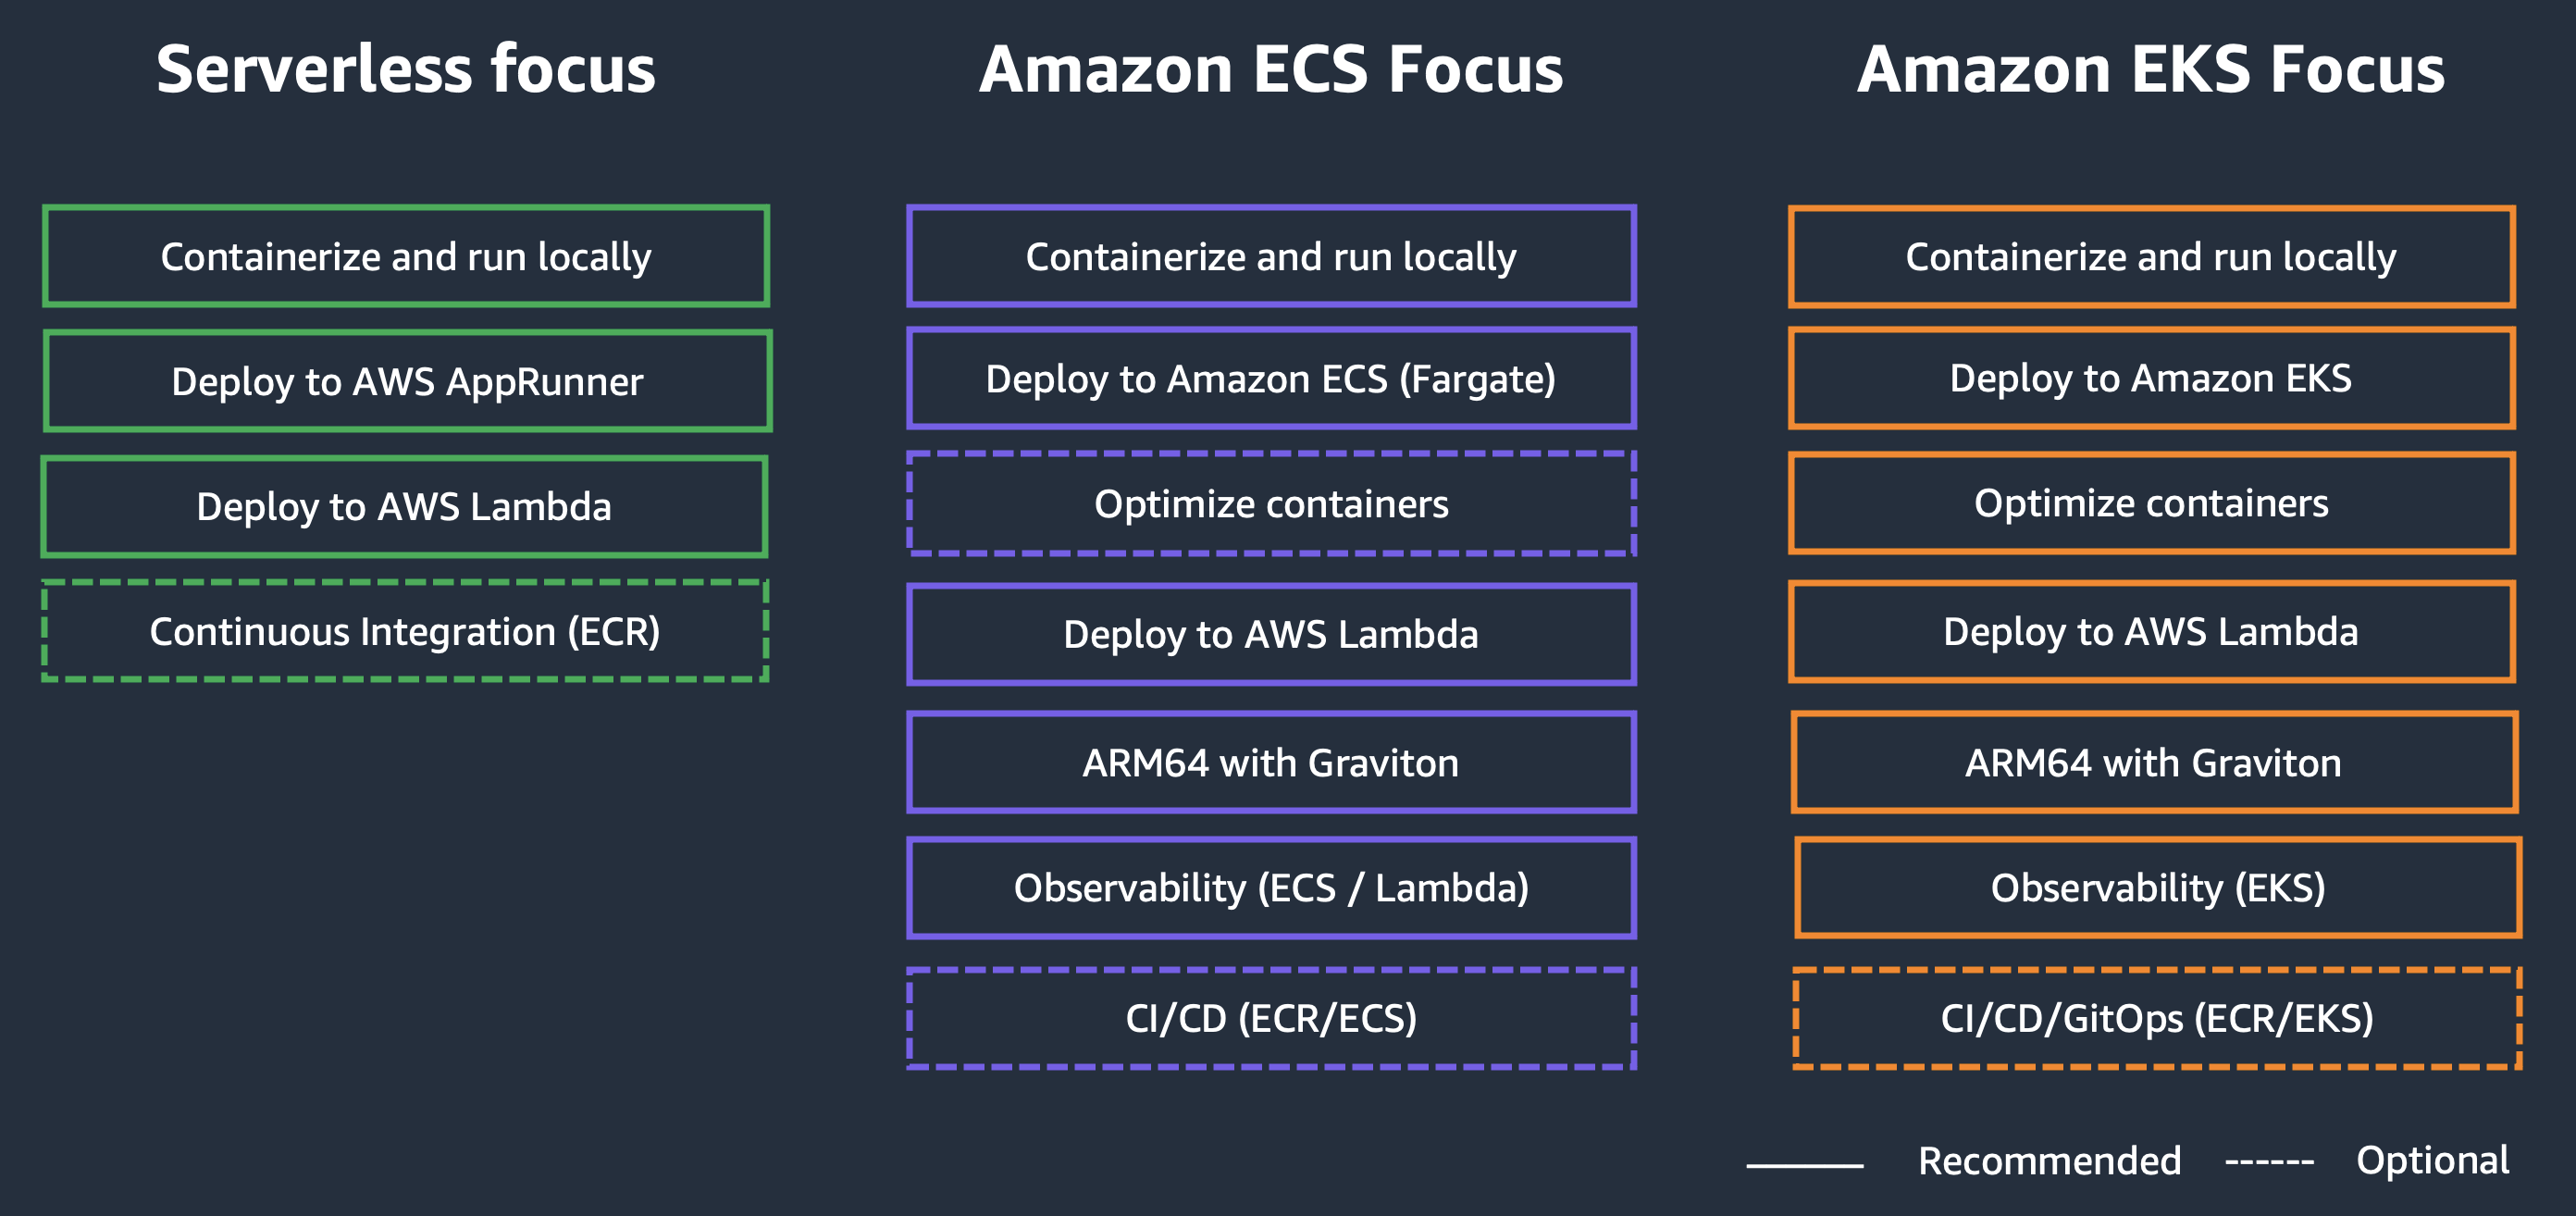 Serverless focus
Containerize and run locally
Deploy to AWS AppRunner
Deploy to AWS Lambda
Continuous Integration (ECR)
Amazon ECS Focus
Containerize and run locally
Deploy to Amazon ECS (Fargate)
Optimize containers
Deploy to AWS Lambda
ARM64 with Graviton
Observability (ECS / Lambda)
CI/CD (ECR/ECS)
Amazon EKS Focus
Containerize and run locally
Deploy to Amazon EKS
Optimize containers
Deploy to AWS Lambda
ARM64 with Graviton
Observability (EKS)
CI/CD/GitOps (ECR/EKS)
Recommended
Optional